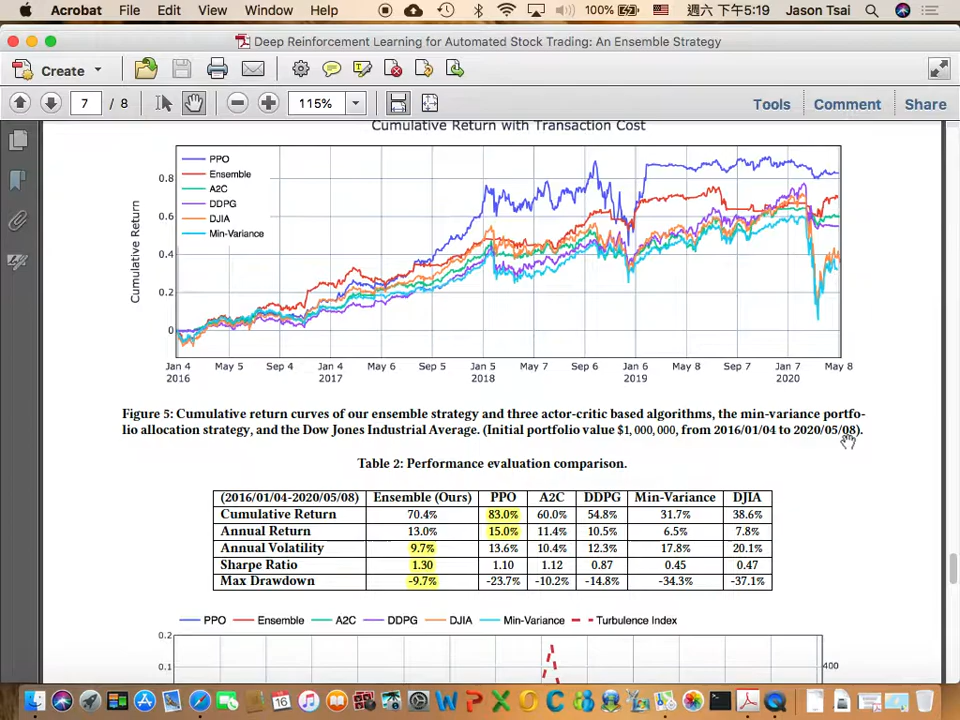 Acrobat File Edit View Window Help 100% 週六 下午5:19 Jason Tsai
Deep Reinforcement Learning for Automated Stock Trading: An Ensemble Strategy
Create
7 / 8 115% Tools Comment Share
Cumulative Return with Transaction Cost
Cumulative Return
PPO
Ensemble
A2C
DDPG
DJIA
Min-Variance
0.8
0.6
0.4
0.2
0
Jan 4 May 5 Sep 4 Jan 4 May 6 Sep 5 Jan 5 May 7 Sep 6 Jan 6 May 8 Sep 7 Jan 7 May 8
2016 2017 2018 2019 2020
Figure 5: Cumulative return curves of our ensemble strategy and three actor-critic based algorithms, the min-variance portfo-
lio allocation strategy, and the Dow Jones Industrial Average. (Initial portfolio value $1,000,000, from 2016/01/04 to 2020/05/08).
Table 2: Performance evaluation comparison.
(2016/01/04-2020/05/08) Ensemble (Ours) PPO A2C DDPG Min-Variance DJIA
Cumulative Return 70.4% 83.0% 60.0% 54.8% 31.7% 38.6%
Annual Return 13.0% 15.0% 11.4% 10.5% 6.5% 7.8%
Annual Volatility 9.7% 13.6% 10.4% 12.3% 17.8% 20.1%
Sharpe Ratio 1.30 1.10 1.12 0.87 0.45 0.47
Max Drawdown -9.7% -23.7% -10.2% -14.8% -34.3% -37.1%
PPO Ensemble A2C DDPG DJIA Min-Variance Turbulence Index
0.2
0.1
400
16